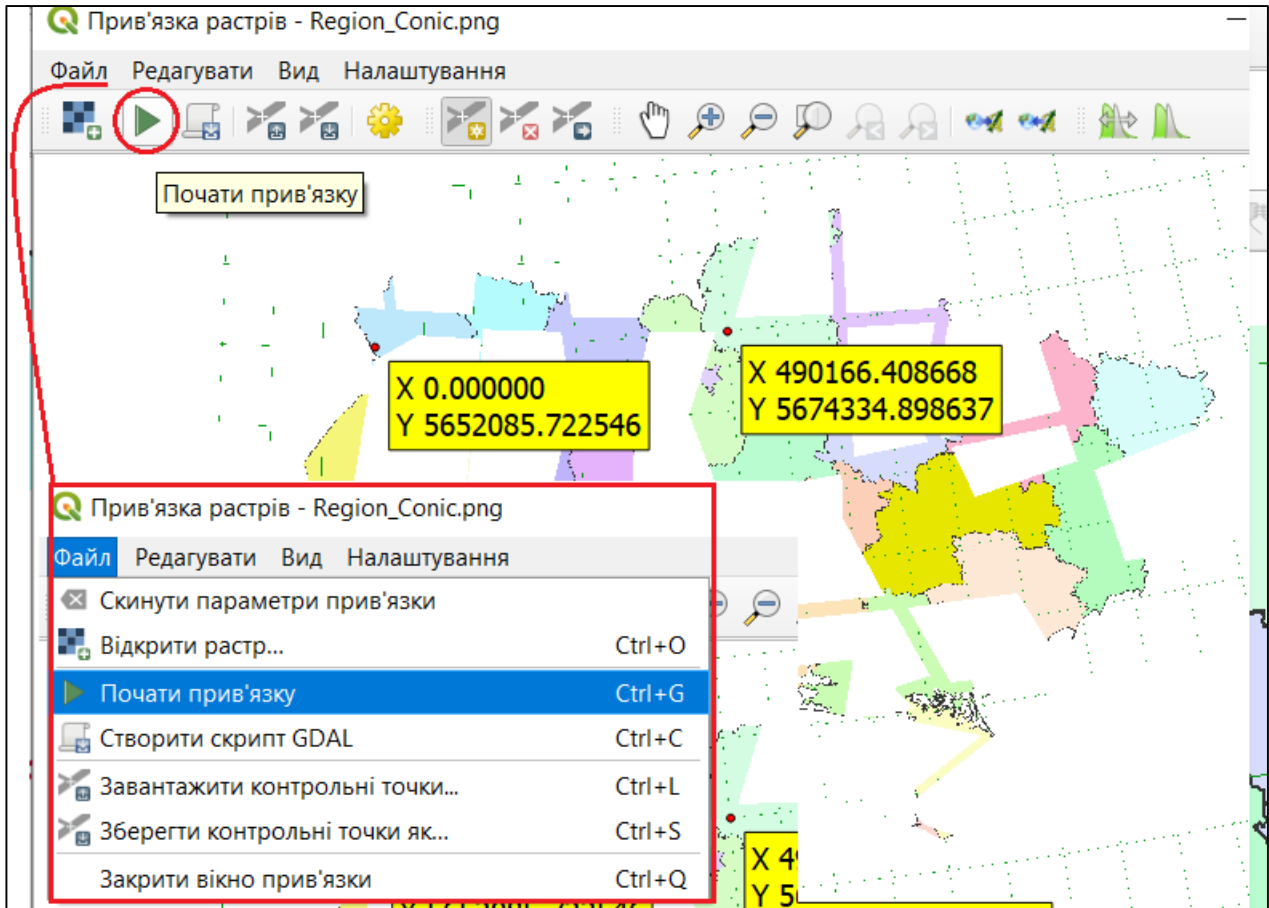 Прив'язка растрів - Region_Conic.png
Файл Редагувати Вид Налаштування
Почати прив'язку
X 0.000000
Y 5652085.722546
X 490166.408668
Y 5674334.898637
Прив'язка растрів - Region_Conic.png
Файл Редагувати Вид Налаштування
Скинути параметри прив'язки
Відкрити растр... Ctrl+O
Почати прив'язку Ctrl+G
Створити скрипт GDAL Ctrl+C
Завантажити контрольні точки... Ctrl+L
Зберегти контрольні точки як... Ctrl+S
Закрити вікно прив'язки Ctrl+Q
X 49
Y 5